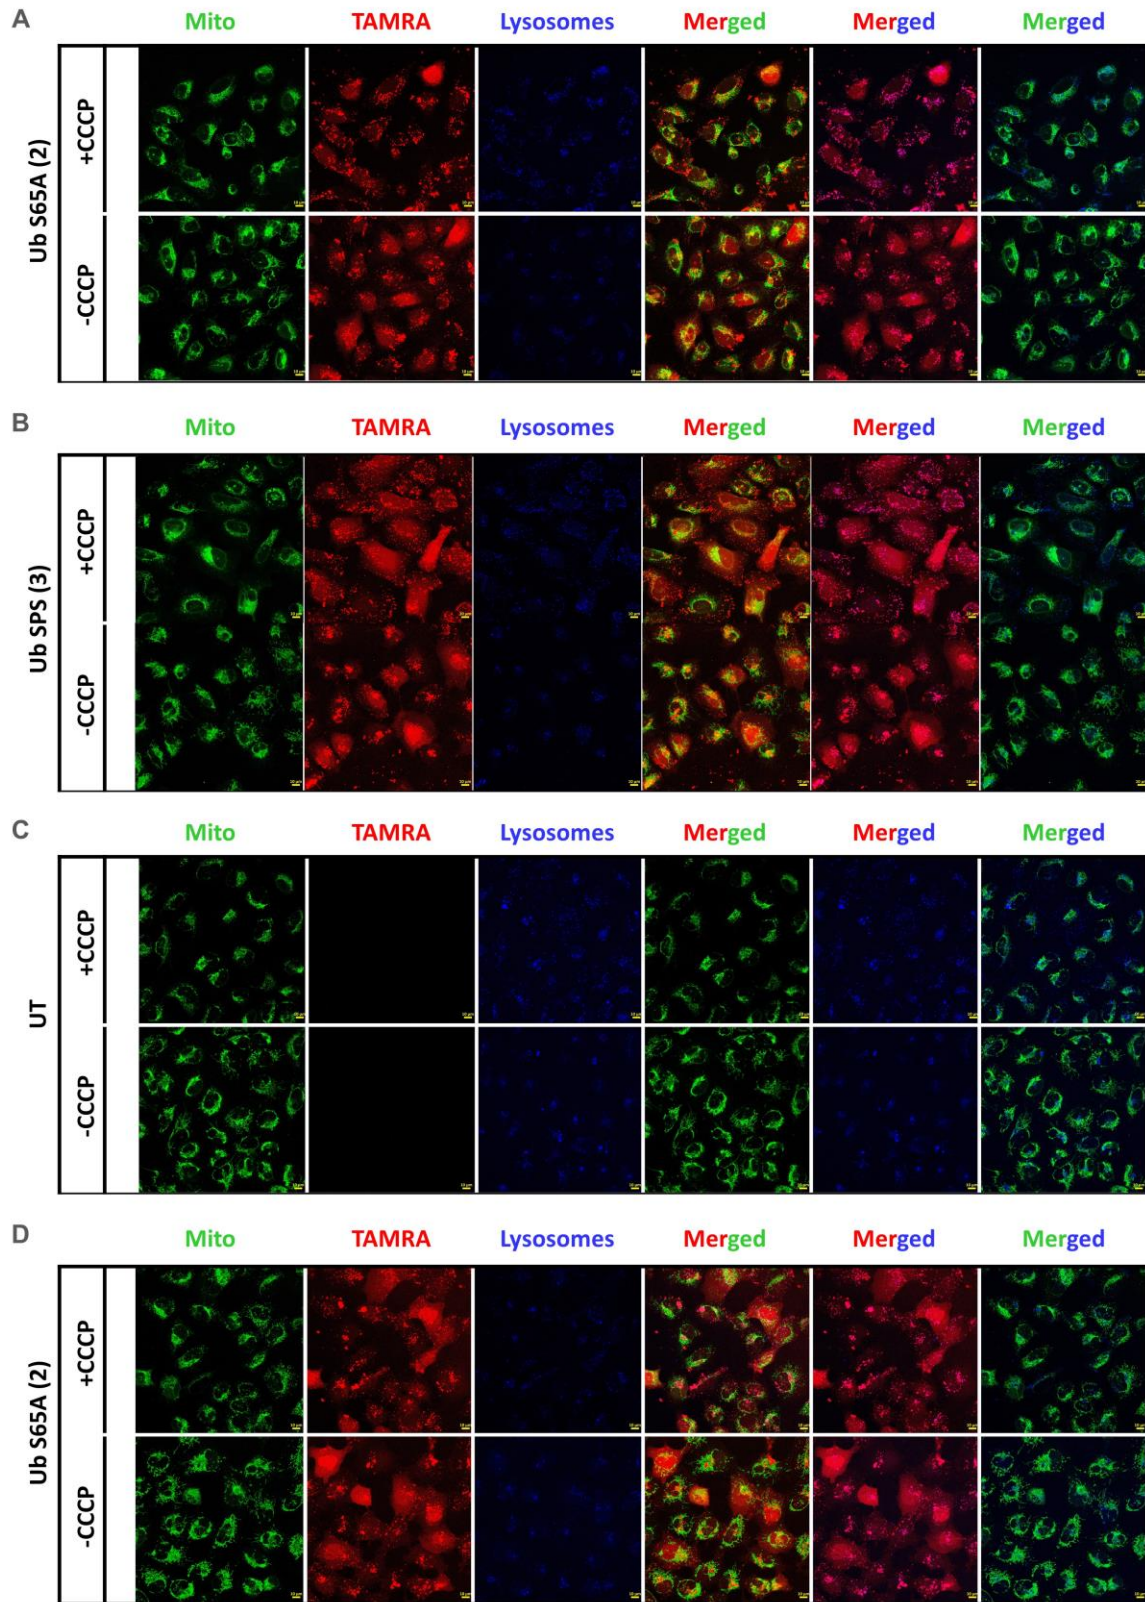 A
Mito TAMRA Lysosomes Merged Merged Merged
Ub S65A (2)
+CCCP
-CCCP
B
Mito TAMRA Lysosomes Merged Merged Merged
Ub SPS (3)
+CCCP
-CCCP
C
Mito TAMRA Lysosomes Merged Merged Merged
UT
+CCCP
-CCCP
D
Mito TAMRA Lysosomes Merged Merged Merged
Ub S65A (2)
+CCCP
-CCCP